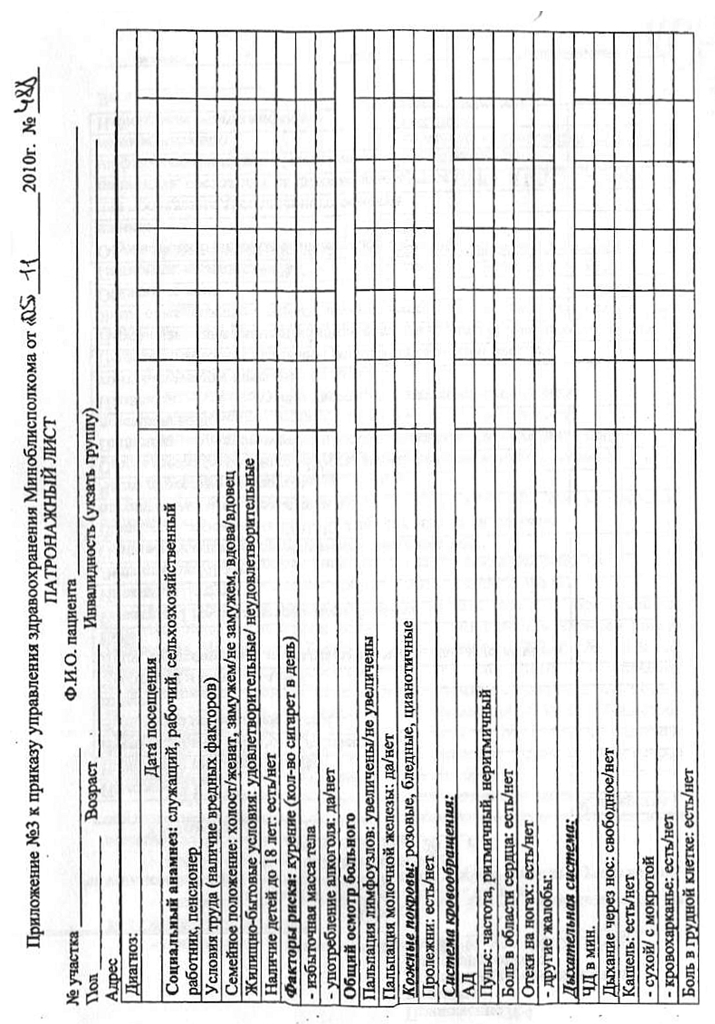 Приложение №3 к приказу управления здравоохранения Миноблисполкома от «05» 11 2010г. № 488
ПАТРОНАЖНЫЙ ЛИСТ
№ участка Ф.И.О. пациента
Пол Возраст Инвалидность (укзать группу)
Адрес
Диагноз:
Дата посещения
Социальный анамнез: служащий, рабочий, сельхозхозяйственный
работник, пенсионер
Условия труда (наличие вредных факторов)
Семейное положение: холост/женат, замужем/не замужем, вдова/вдовец
Жилищно-бытовые условия: удовлетворительные/ неудовлетворительные
Наличие детей до 18 лет: есть/нет
Факторы риска: курение (кол-во сигарет в день)
- избыточная масса тела
- употребление алкоголя: да/нет
Общий осмотр больного
Пальпация лимфоузлов: увеличены/не увеличены
Пальпация молочной железы: да/нет
Кожные покровы: розовые, бледные, цианотичные
Пролежни: есть/нет
Система кровообращения:
АД
Пульс: частота, ритмичный, неритмичный
Боль в области сердца: есть/нет
Отеки на ногах: есть/нет
- другие жалобы:
Дыхательная система:
ЧД в мин.
Дыхание через нос: свободное/нет
Кашель: есть/нет
- сухой/ с мокротой
- кровохарканье: есть/нет
Боль в грудной клетке: есть/нет